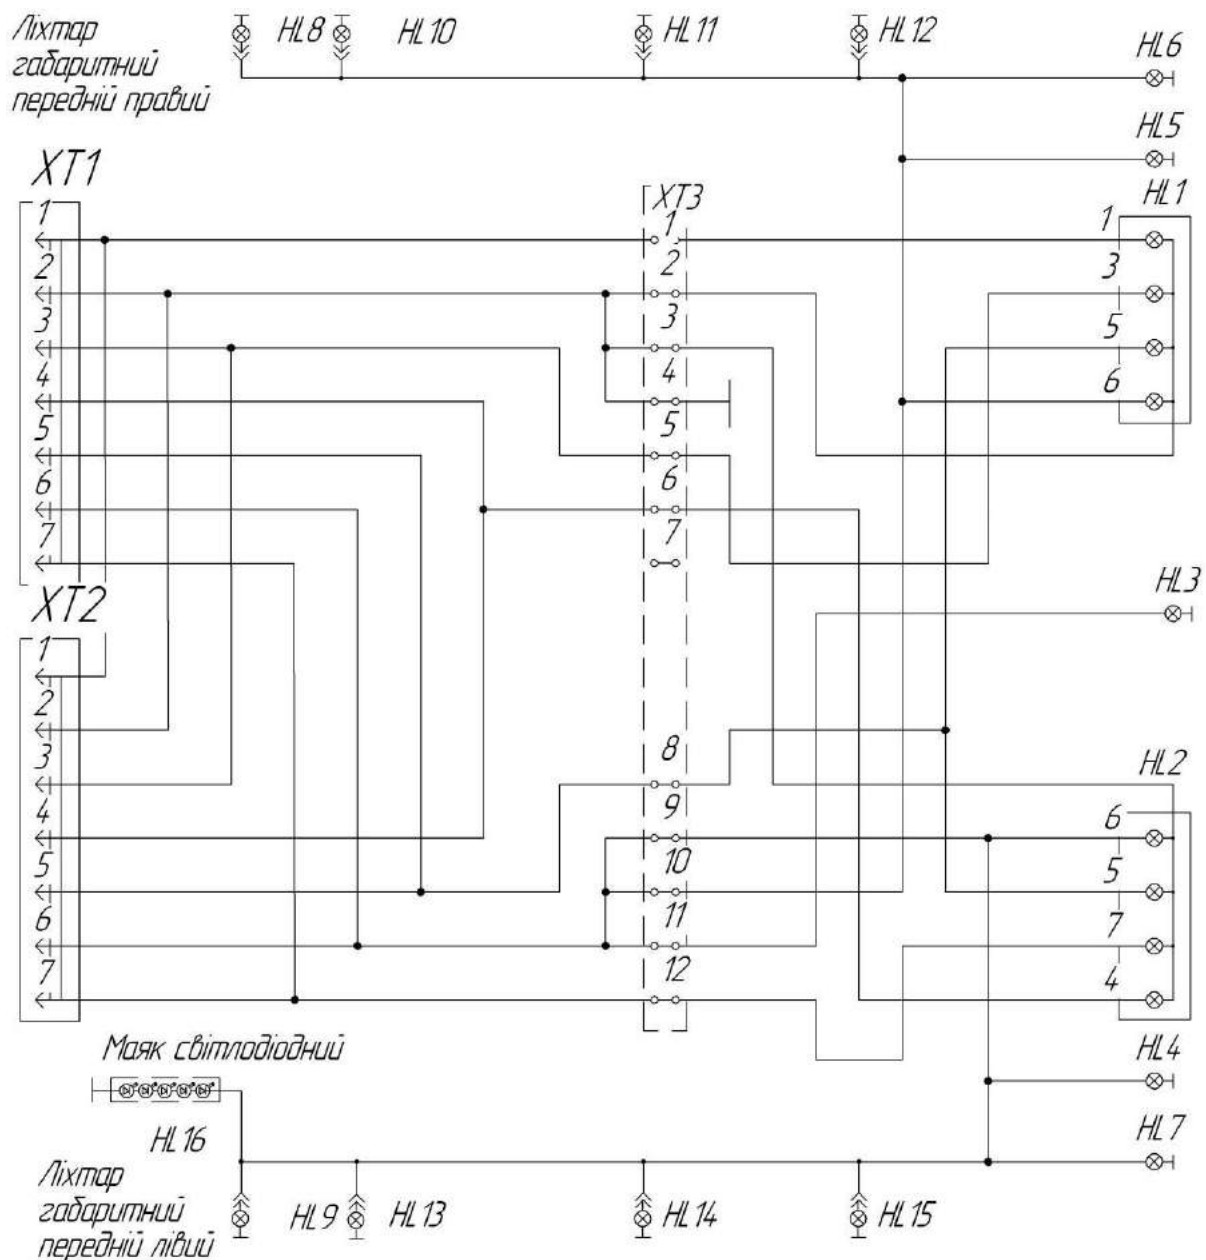 Ліхтар
габаритний
передній правий
HL8
HL10
HL11
HL12
HL6
HL5
HL1
XT1
1
2
3
4
5
6
7
XT3
1
2
3
4
5
6
7
8
9
10
11
12
1
3
5
6
HL3
XT2
1
2
3
4
5
6
7
HL2
6
5
7
4
HL4
HL7
Маяк світлодіодний
HL16
Ліхтар
габаритний
передній лівий
HL9
HL13
HL14
HL15